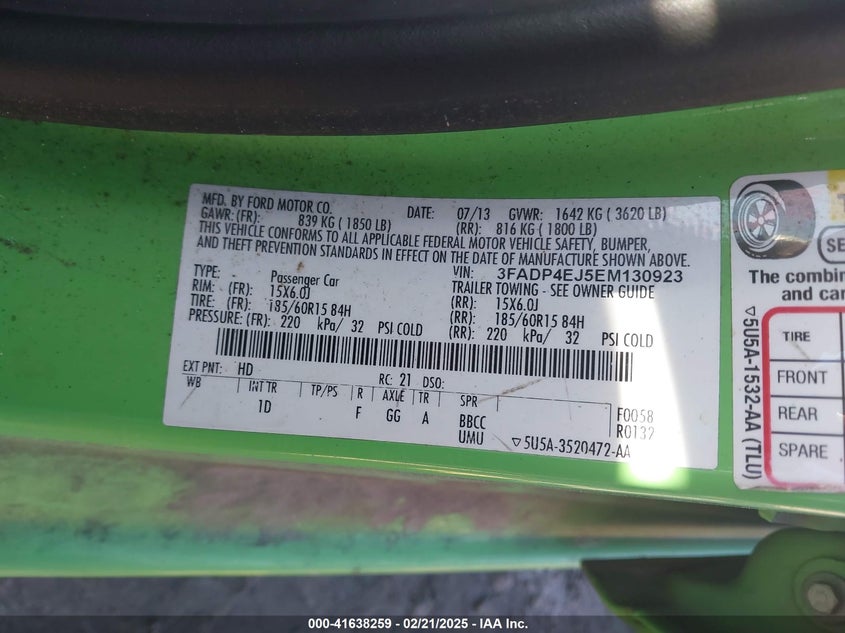 MFD. BY FORD MOTOR CO.
DATE: 07/13 GVWR: 1642 KG ( 3620 LB)
GAWR: (FR): 839 KG ( 1850 LB) (RR): 816 KG ( 1800 LB)
THIS VEHICLE CONFORMS TO ALL APPLICABLE FEDERAL MOTOR VEHICLE SAFETY, BUMPER,
AND THEFT PREVENTION STANDARDS IN EFFECT ON THE DATE OF MANUFACTURE SHOWN ABOVE.
VIN: 3FADP4EJ5EM130923
TYPE: Passenger Car TRAILER TOWING - SEE OWNER GUIDE
RIM: (FR): 15X6.0J (RR): 15X6.0J
TIRE: (FR): 185/60R15 84H (RR): 185/60R15 84H
PRESSURE: (FR): 220 kPa/ 32 PSI COLD (RR): 220 kPa/ 32 PSI COLD
EXT PNT: HD RC: 21 DSO:
WB INT TR TP/PS R AXLE TR SPR
1D F GG A BBCC F0058
UMU R0132
▽5U5A-3520472-AA
The combin
and car
▽5U5A-1532-AA (TLU)
TIRE
FRONT
REAR
SPARE
000-41638259 - 02/21/2025 - IAA Inc.